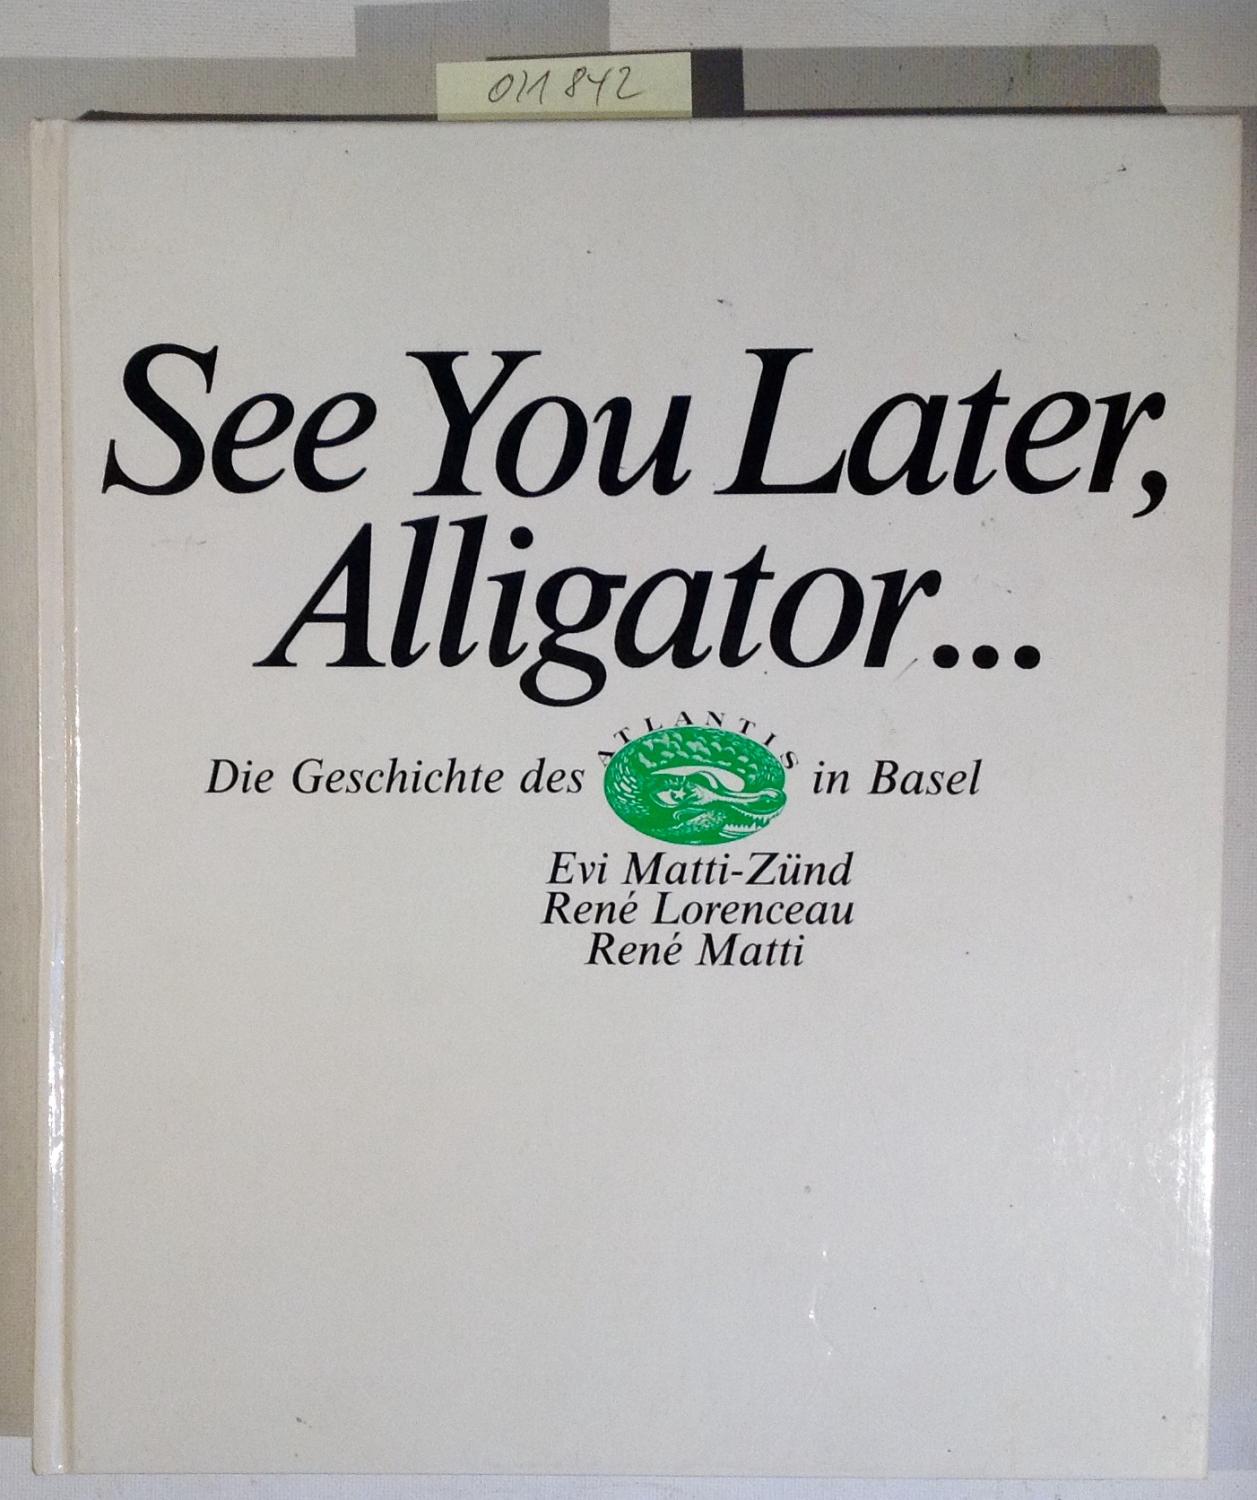 011842
See You Later,
Alligator...
ATLANTIS
Die Geschichte des in Basel
Evi Matti-Zünd
René Lorenceau
René Matti